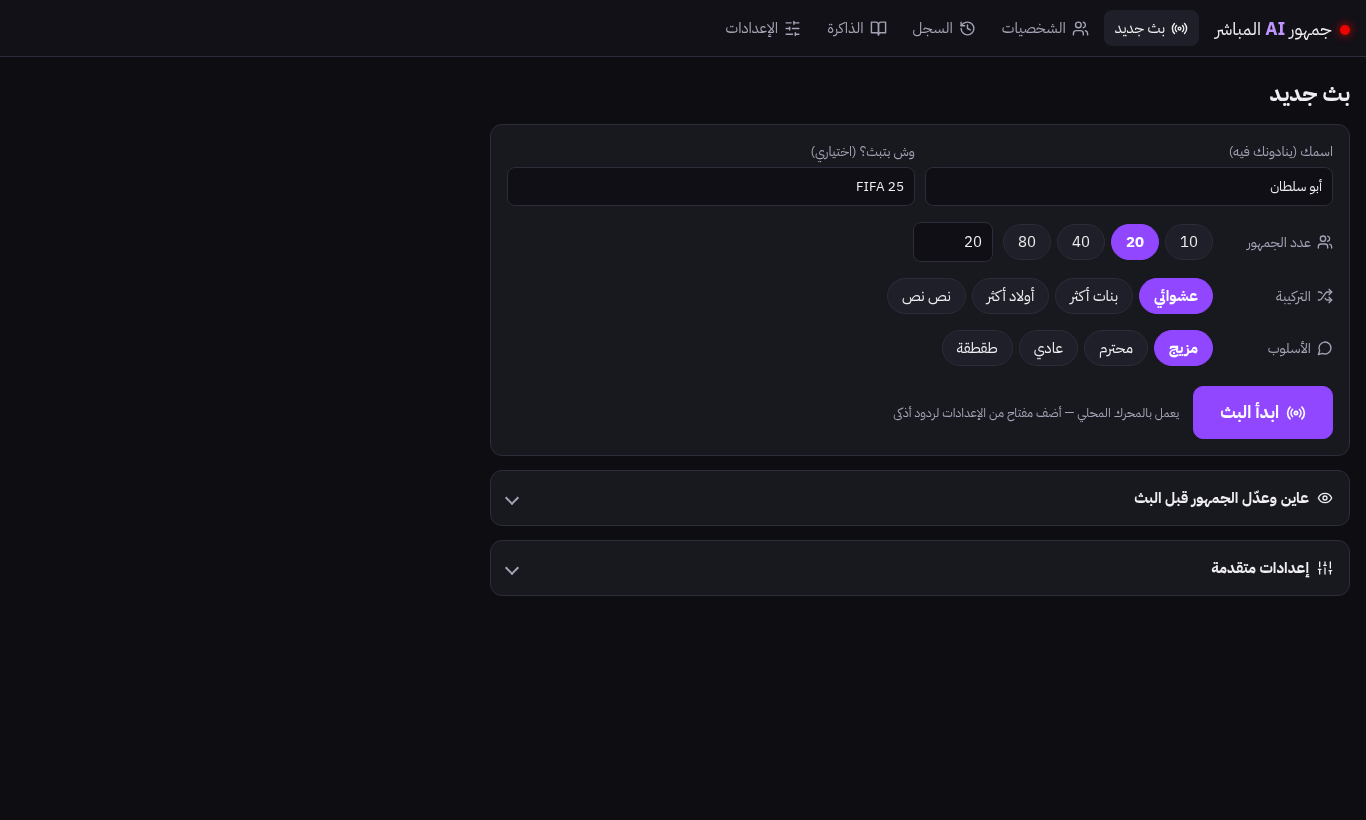 جمهور AI المباشر
بث جديد
الشخصيات
السجل
الذاكرة
الإعدادات
بث جديد
اسمك (ينادونك فيه)
وش بتبث؟ (اختياري)
أبو سلطان
FIFA 25
عدد الجمهور
10
20
40
80
20
التركيبة
عشوائي
بنات أكثر
أولاد أكثر
نص نص
الأسلوب
مزيج
محترم
عادي
طقطقة
ابدأ البث
يعمل بالمحرك المحلي — أضف مفتاح من الإعدادات لردود أذكى
عاين وعدّل الجمهور قبل البث
إعدادات متقدمة